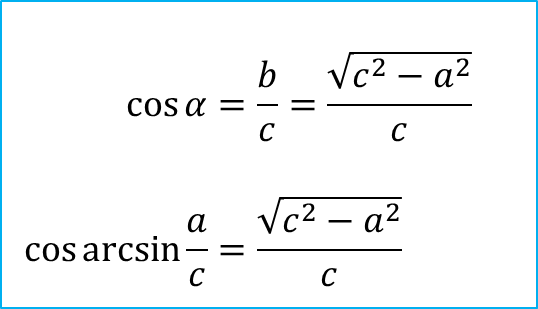 cos α = b/c = √(c² − a²)/c
cos arcsin a/c = √(c² − a²)/c